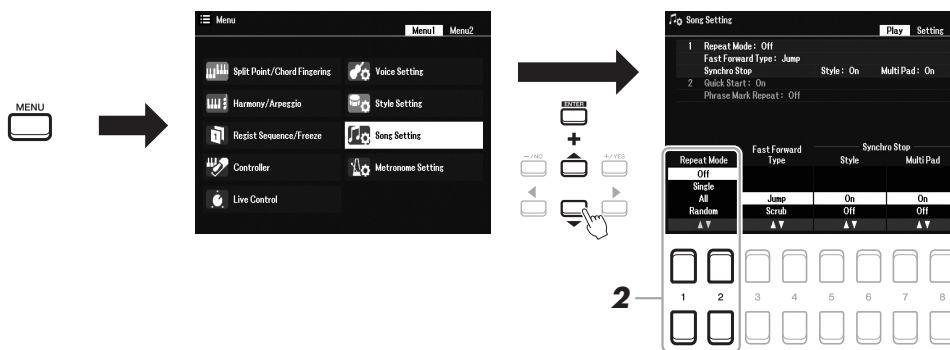 MENU
Menu
Menu1 Menu2
Split Point/Chord Fingering
Voice Setting
Harmony/Arpeggio
Style Setting
Regist Sequence/Freeze
Song Setting
Controller
Metronome Setting
Live Control
ENTER
+
–/NO
+/YES
Song Setting
Play Setting
1 Repeat Mode: Off
Fast Forward Type: Jump
Synchro Stop Style: On Multi Pad: On
2 Quick Start: On
Phrase Mark Repeat: Off
Repeat Mode
Fast Forward Type
Synchro Stop
Style Multi Pad
Off
Single
All Jump On On
Random Scrub Off Off
2
1 2 3 4 5 6 7 8